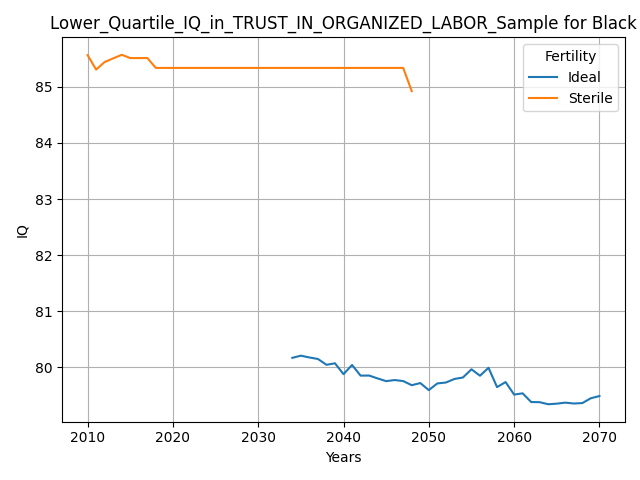 Lower_Quartile_IQ_in_TRUST_IN_ORGANIZED_LABOR_Sample for Black
Fertility
Ideal
Sterile
85
84
83
82
81
80
IQ
2010 2020 2030 2040 2050 2060 2070
Years